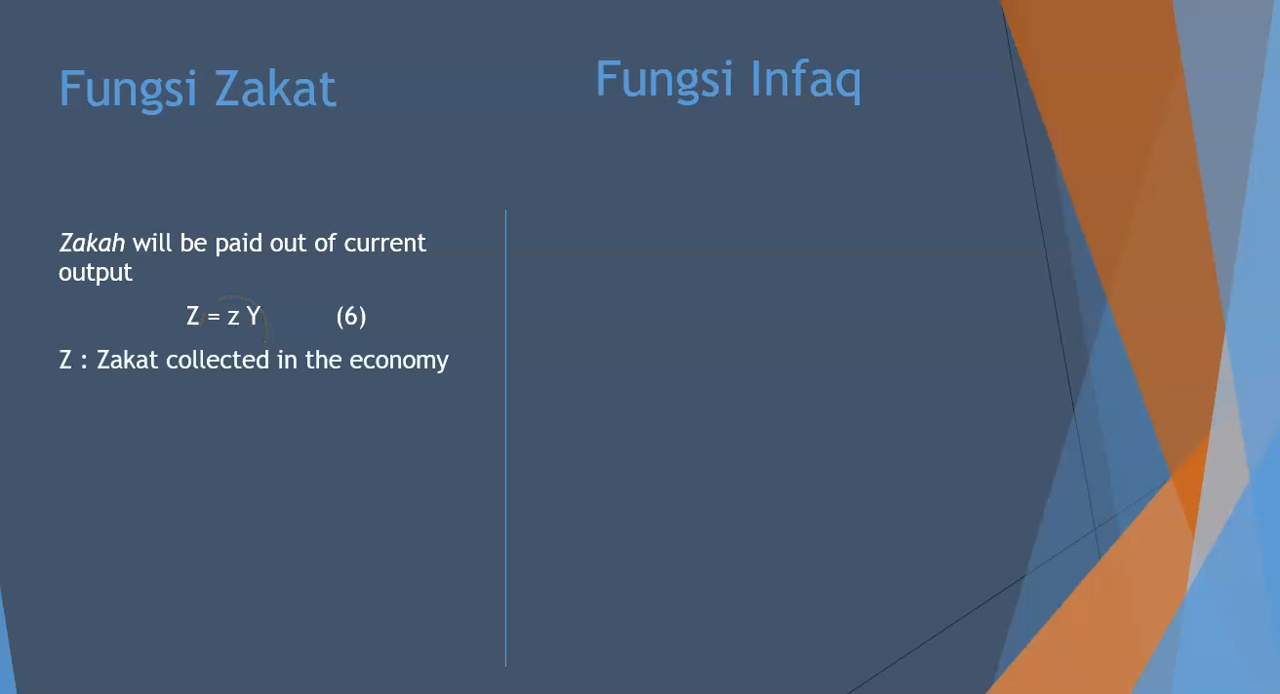 Fungsi Zakat
Zakah will be paid out of current
output
Z = z Y (6)
Z : Zakat collected in the economy
Fungsi Infaq